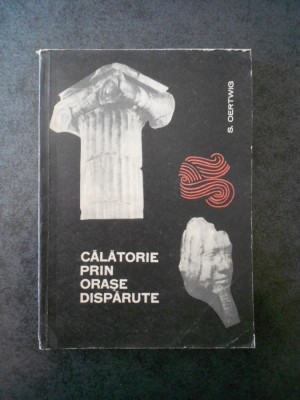 S. OERTWIG
CĂLĂTORIE
PRIN
ORAȘE
DISPĂRUTE